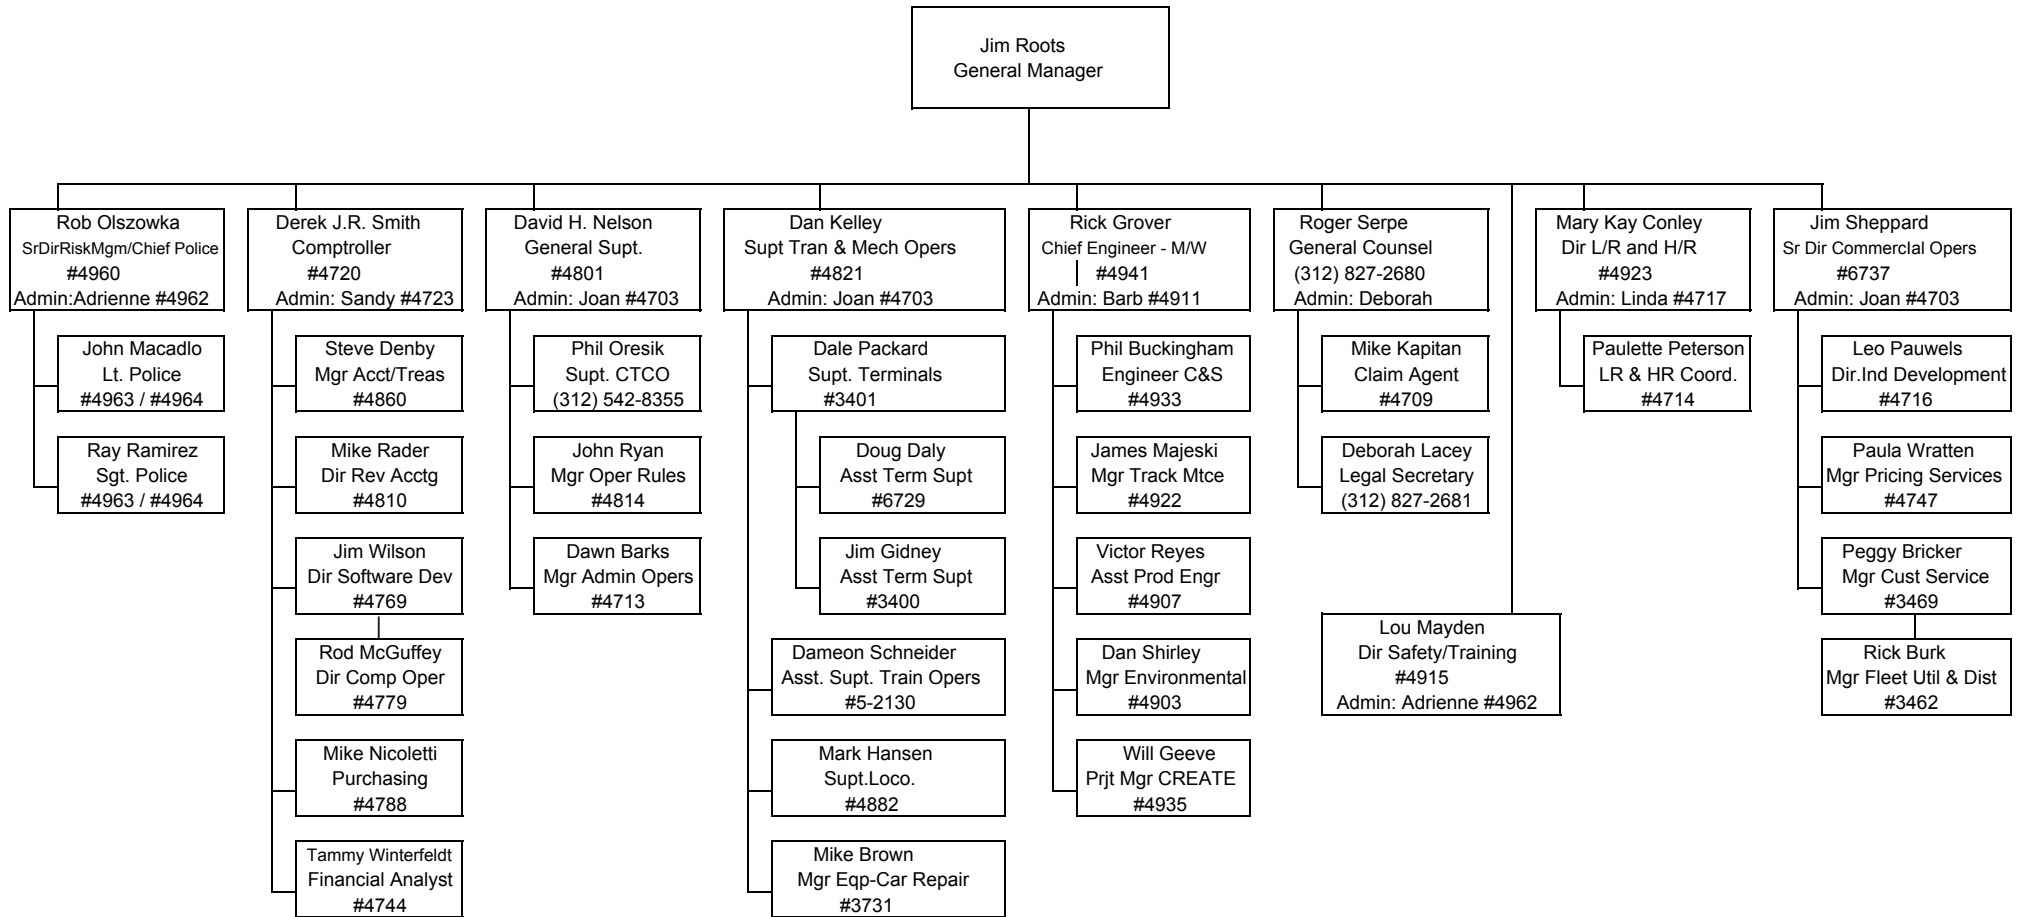 Jim Roots
General Manager
Rob Olszowka
SrDirRiskMgm/Chief Police
#4960
Admin:Adrienne #4962
Derek J.R. Smith
Comptroller
#4720
Admin: Sandy #4723
David H. Nelson
General Supt.
#4801
Admin: Joan #4703
Dan Kelley
Supt Tran & Mech Opers
#4821
Admin: Joan #4703
Rick Grover
Chief Engineer - M/W
#4941
Admin: Barb #4911
Roger Serpe
General Counsel
(312) 827-2680
Admin: Deborah
Mary Kay Conley
Dir L/R and H/R
#4923
Admin: Linda #4717
Jim Sheppard
Sr Dir CommercIal Opers
#6737
Admin: Joan #4703
John Macadlo
Lt. Police
#4963 / #4964
Ray Ramirez
Sgt. Police
#4963 / #4964
Steve Denby
Mgr Acct/Treas
#4860
Mike Rader
Dir Rev Acctg
#4810
Jim Wilson
Dir Software Dev
#4769
Rod McGuffey
Dir Comp Oper
#4779
Mike Nicoletti
Purchasing
#4788
Tammy Winterfeldt
Financial Analyst
#4744
Phil Oresik
Supt. CTCO
(312) 542-8355
John Ryan
Mgr Oper Rules
#4814
Dawn Barks
Mgr Admin Opers
#4713
Dale Packard
Supt. Terminals
#3401
Doug Daly
Asst Term Supt
#6729
Jim Gidney
Asst Term Supt
#3400
Dameon Schneider
Asst. Supt. Train Opers
#5-2130
Mark Hansen
Supt.Loco.
#4882
Mike Brown
Mgr Eqp-Car Repair
#3731
Phil Buckingham
Engineer C&S
#4933
James Majeski
Mgr Track Mtce
#4922
Victor Reyes
Asst Prod Engr
#4907
Dan Shirley
Mgr Environmental
#4903
Will Geeve
Prjt Mgr CREATE
#4935
Mike Kapitan
Claim Agent
#4709
Deborah Lacey
Legal Secretary
(312) 827-2681
Lou Mayden
Dir Safety/Training
#4915
Admin: Adrienne #4962
Paulette Peterson
LR & HR Coord.
#4714
Leo Pauwels
Dir.Ind Development
#4716
Paula Wratten
Mgr Pricing Services
#4747
Peggy Bricker
Mgr Cust Service
#3469
Rick Burk
Mgr Fleet Util & Dist
#3462